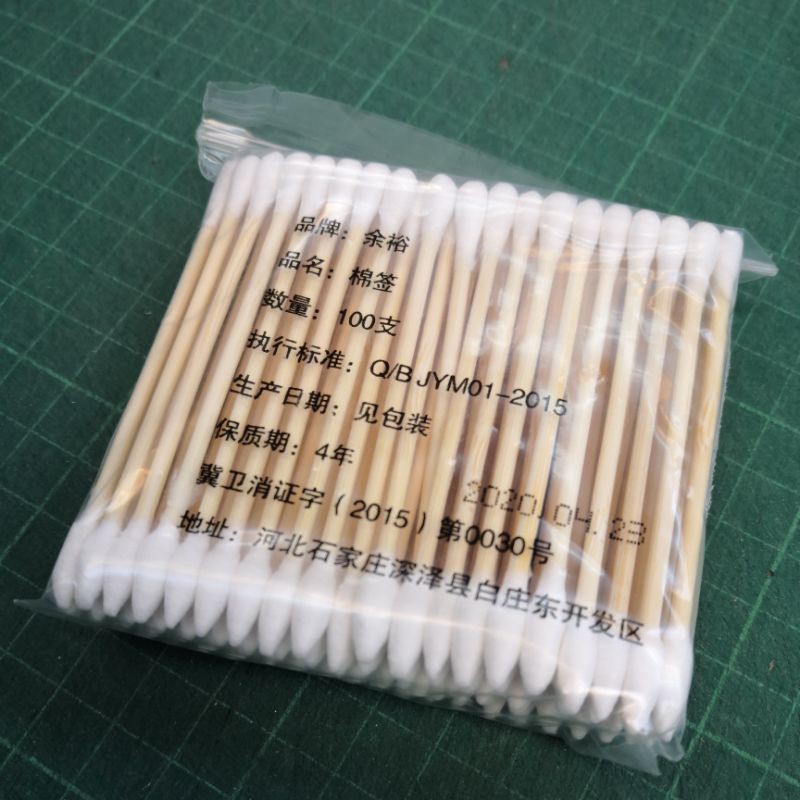 品牌：余裕
品名：棉签
数量：100支
执行标准：Q/B JYM01-2015
生产日期：见包装
保质期：4年
2020.04.23
冀卫消证字（2015）第0030号
地址：河北石家庄深泽县白庄东开发区